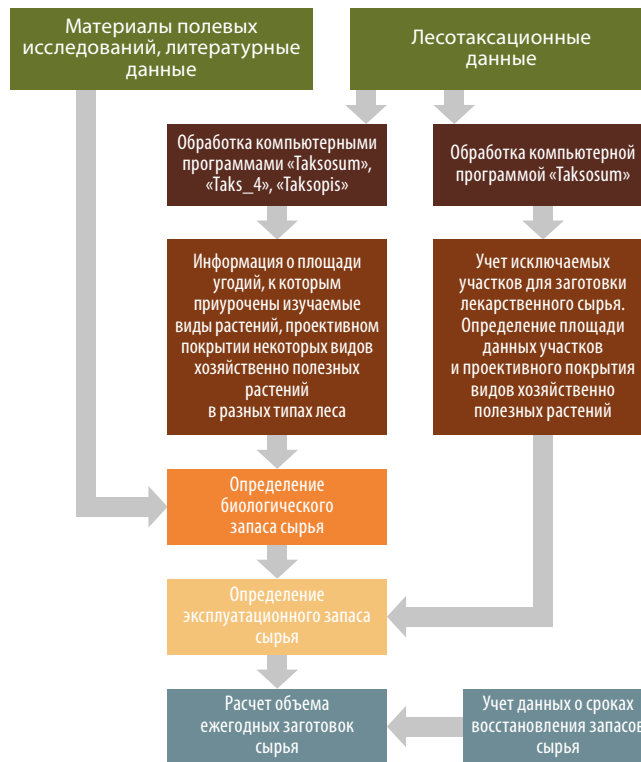 Материалы полевых
исследований, литературные
данные
Лесотаксационные
данные
Обработка компьютерными
программами «Taksosum»,
«Taks_4», «Taksopis»
Обработка компьютерной
программой «Taksosum»
Информация о площади
угодий, к которым
приурочены изучаемые
виды растений, проективном
покрытии некоторых видов
хозяйственно полезных
растений
в разных типах леса
Учет исключаемых
участков для заготовки
лекарственного сырья.
Определение площади
данных участков
и проективного покрытия
видов хозяйственно
полезных растений
Определение
биологического
запаса сырья
Определение
эксплуатационного запаса
сырья
Расчет объема
ежегодных заготовок
сырья
Учет данных о сроках
восстановления запасов
сырья